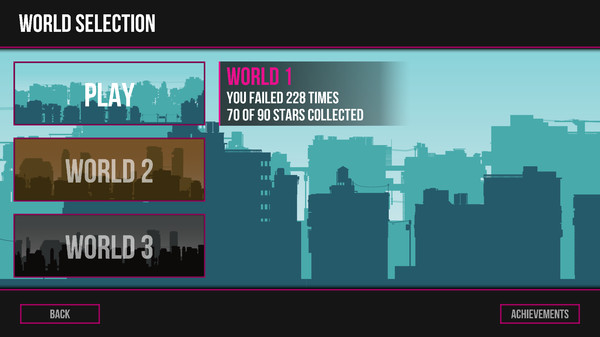 WORLD SELECTION
PLAY
WORLD 1
YOU FAILED 228 TIMES
70 OF 90 STARS COLLECTED
WORLD 2
WORLD 3
BACK
ACHIEVEMENTS